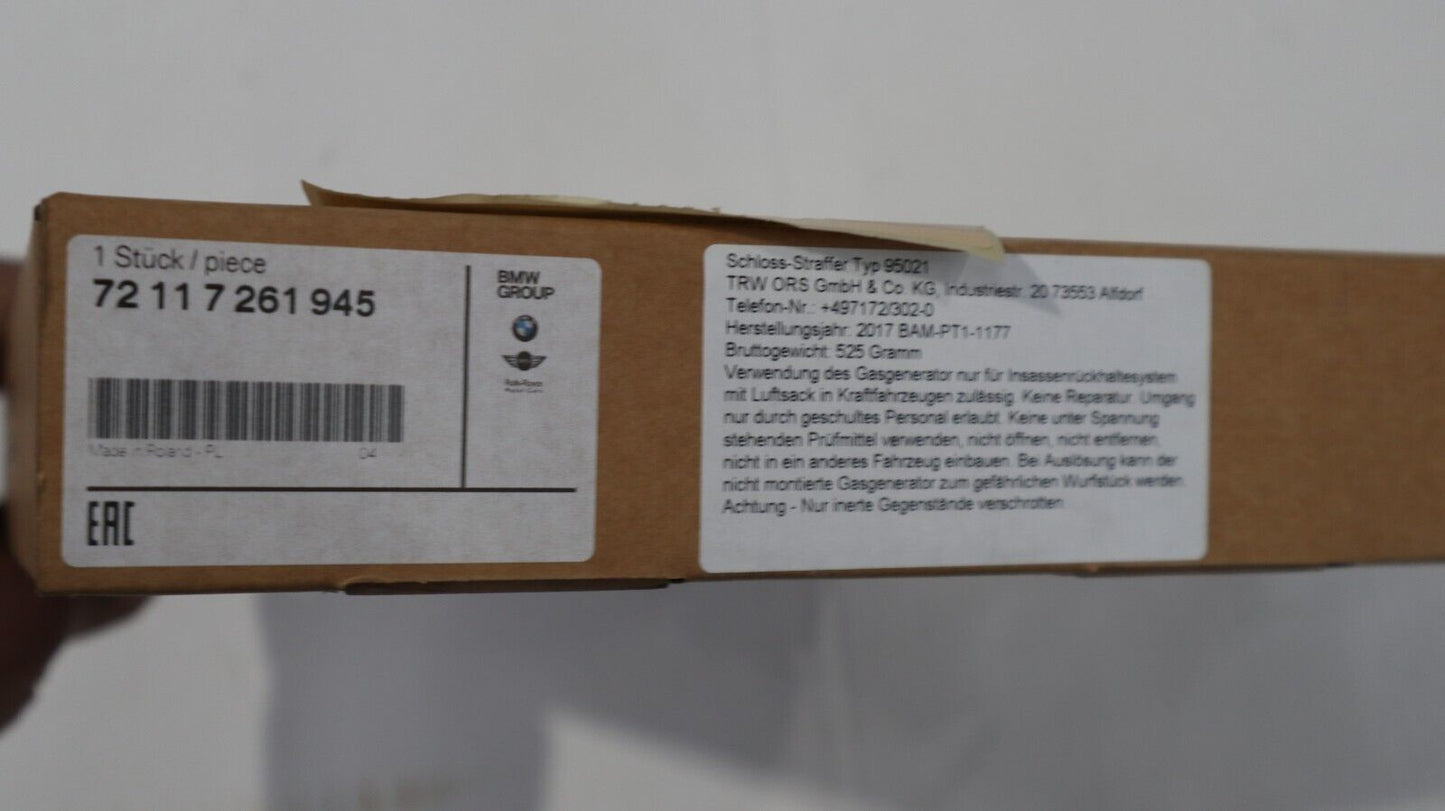 1 Stück / piece
72 11 7 261 945
Made in Poland - PL 04
EAC
BMW
GROUP
Rolls-Royce
Motor Cars
Schloss-Straffer Typ 95021
TRW ORS GmbH & Co. KG, Industriestr. 20 73553 Alfdorf
Telefon-Nr.: +497172/302-0
Herstellungsjahr: 2017 BAM-PT1-1177
Bruttogewicht: 525 Gramm
Verwendung des Gasgenerator nur für Insassenrückhaltesystem
mit Luftsack in Kraftfahrzeugen zulässig. Keine Reparatur. Umgang
nur durch geschultes Personal erlaubt. Keine unter Spannung
stehenden Prüfmittel verwenden, nicht öffnen, nicht entfernen,
nicht in ein anderes Fahrzeug einbauen. Bei Auslösung kann der
nicht montierte Gasgenerator zum gefährlichen Wurfstück werden.
Achtung - Nur inerte Gegenstände verschrotten